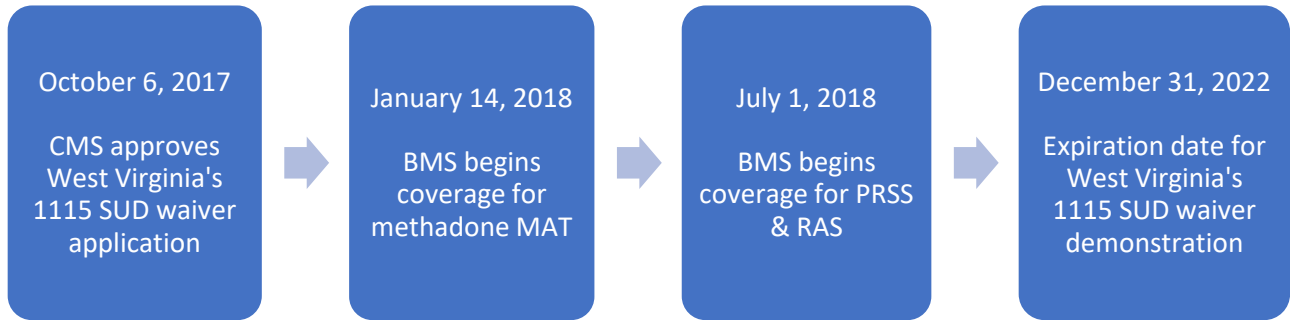 October 6, 2017
CMS approves
West Virginia's
1115 SUD waiver
application
January 14, 2018
BMS begins
coverage for
methadone MAT
July 1, 2018
BMS begins
coverage for PRSS
& RAS
December 31, 2022
Expiration date for
West Virginia's
1115 SUD waiver
demonstration